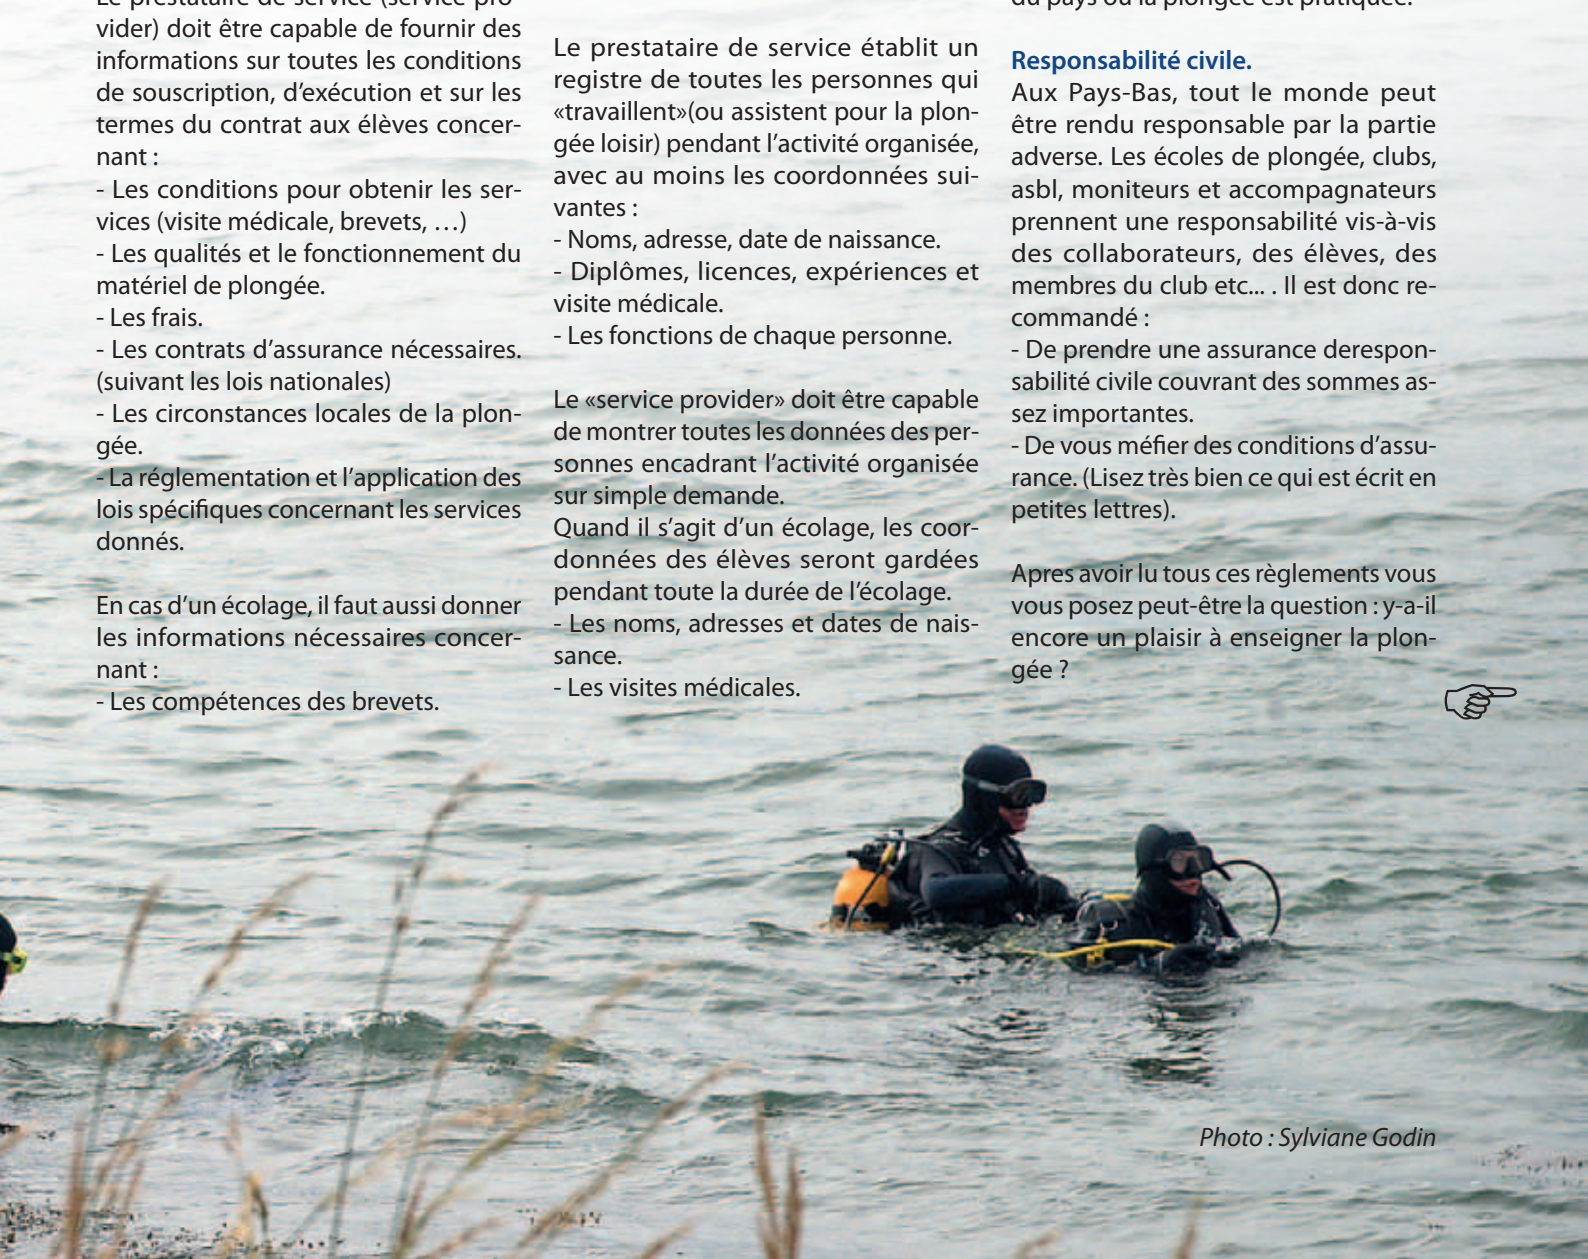 Le prestataire de service (service pro-
vider) doit être capable de fournir des
informations sur toutes les conditions
de souscription, d’exécution et sur les
termes du contrat aux élèves concer-
nant :
- Les conditions pour obtenir les ser-
vices (visite médicale, brevets, …)
- Les qualités et le fonctionnement du
matériel de plongée.
- Les frais.
- Les contrats d’assurance nécessaires.
(suivant les lois nationales)
- Les circonstances locales de la plon-
gée.
- La réglementation et l’application des
lois spécifiques concernant les services
donnés.
En cas d’un écolage, il faut aussi donner
les informations nécessaires concer-
nant :
- Les compétences des brevets.
Le prestataire de service établit un
registre de toutes les personnes qui
«travaillent»(ou assistent pour la plon-
gée loisir) pendant l’activité organisée,
avec au moins les coordonnées sui-
vantes :
- Noms, adresse, date de naissance.
- Diplômes, licences, expériences et
visite médicale.
- Les fonctions de chaque personne.
Le «service provider» doit être capable
de montrer toutes les données des per-
sonnes encadrant l’activité organisée
sur simple demande.
Quand il s’agit d’un écolage, les coor-
données des élèves seront gardées
pendant toute la durée de l’écolage.
- Les noms, adresses et dates de nais-
sance.
- Les visites médicales.
du pays où la plongée est pratiquée.
Responsabilité civile.
Aux Pays-Bas, tout le monde peut
être rendu responsable par la partie
adverse. Les écoles de plongée, clubs,
asbl, moniteurs et accompagnateurs
prennent une responsabilité vis-à-vis
des collaborateurs, des élèves, des
membres du club etc... . Il est donc re-
commandé :
- De prendre une assurance derespon-
sabilité civile couvrant des sommes as-
sez importantes.
- De vous méfier des conditions d’assu-
rance. (Lisez très bien ce qui est écrit en
petites lettres).
Apres avoir lu tous ces règlements vous
vous posez peut-être la question : y-a-il
encore un plaisir à enseigner la plon-
gée ?
Photo : Sylviane Godin